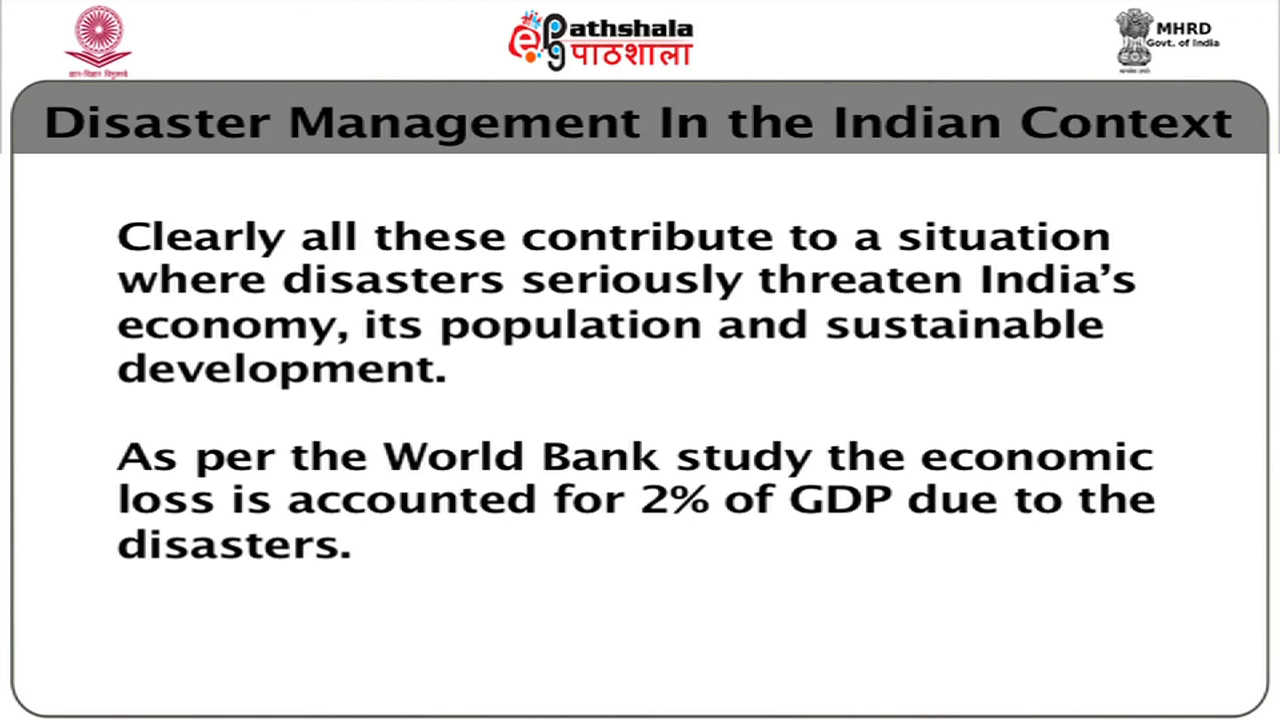 ePathshala
पाठशाला
MHRD
Govt. of India
Disaster Management In the Indian Context
Clearly all these contribute to a situation
where disasters seriously threaten India's
economy, its population and sustainable
development.
As per the World Bank study the economic
loss is accounted for 2% of GDP due to the
disasters.